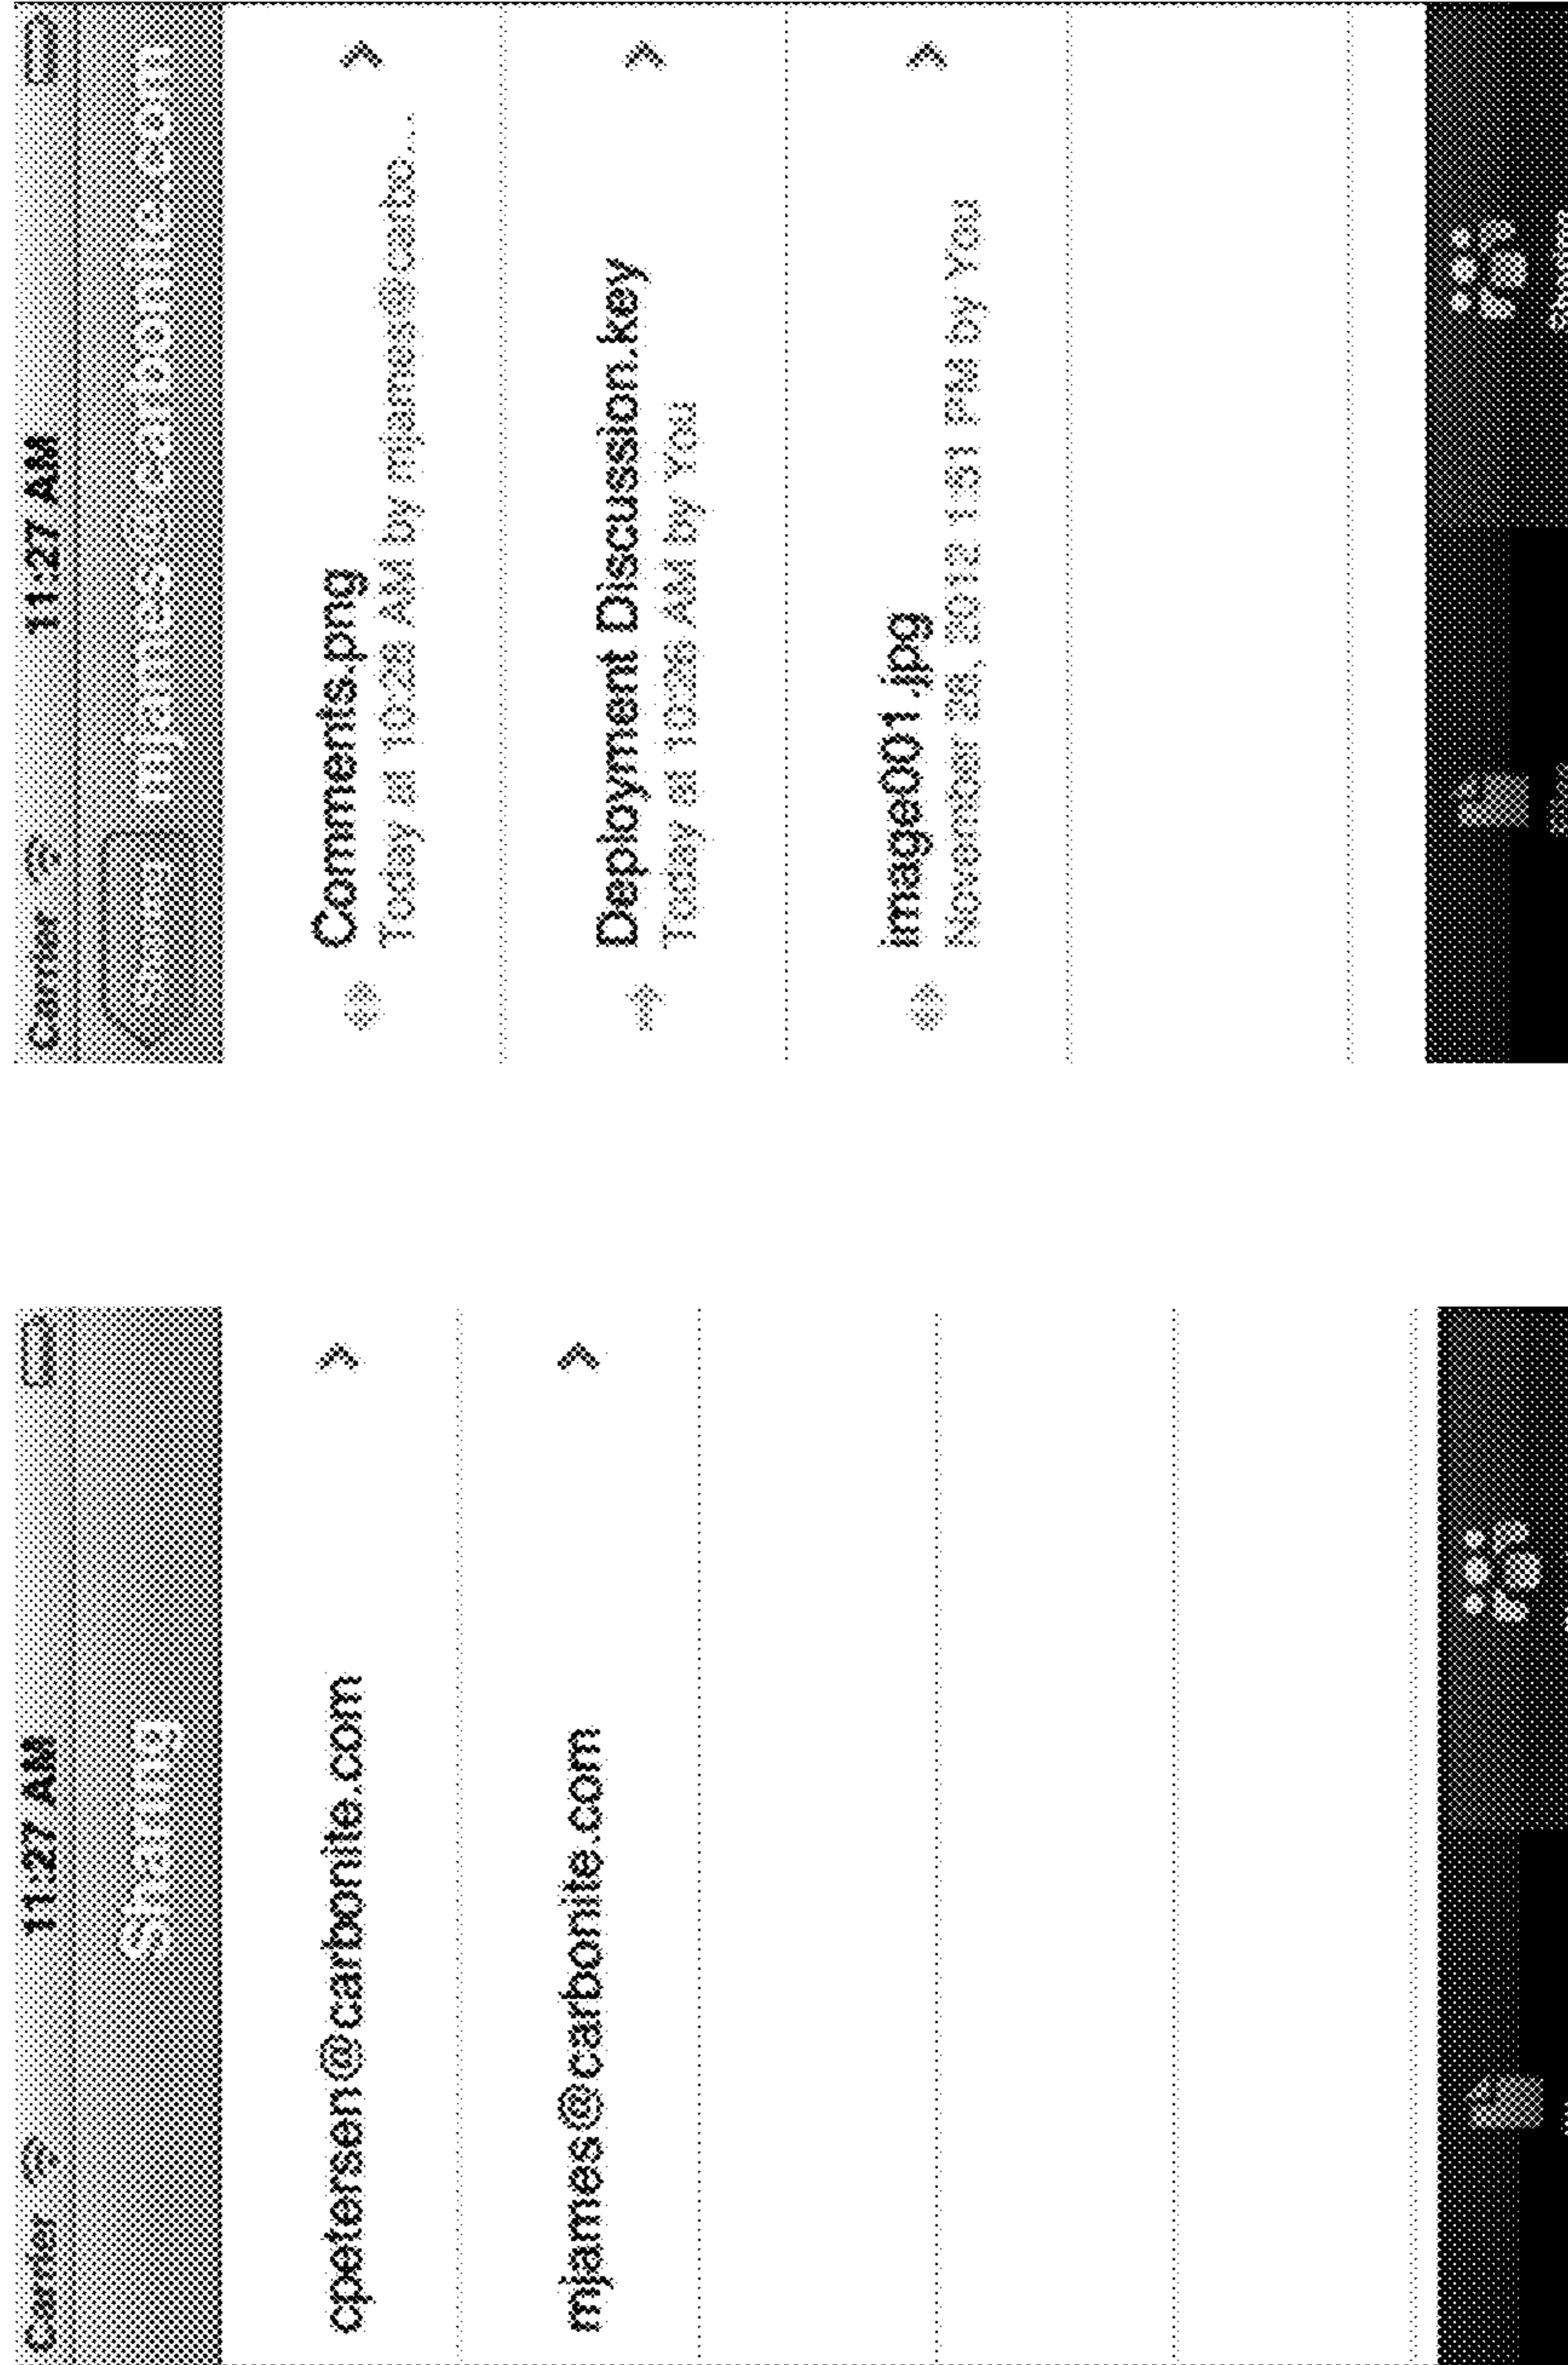 Carrier 11:27 AM
Sharing
cpetersen@carbonite.com
mjames@carbonite.com
Carrier 11:27 AM
mjames@carbonite.com
Comments.png
Today at 10:28 AM by mjames@carbo...
Deployment Discussion.key
Today at 10:26 AM by You
image001.jpg
November 28, 2012 1:51 PM by You